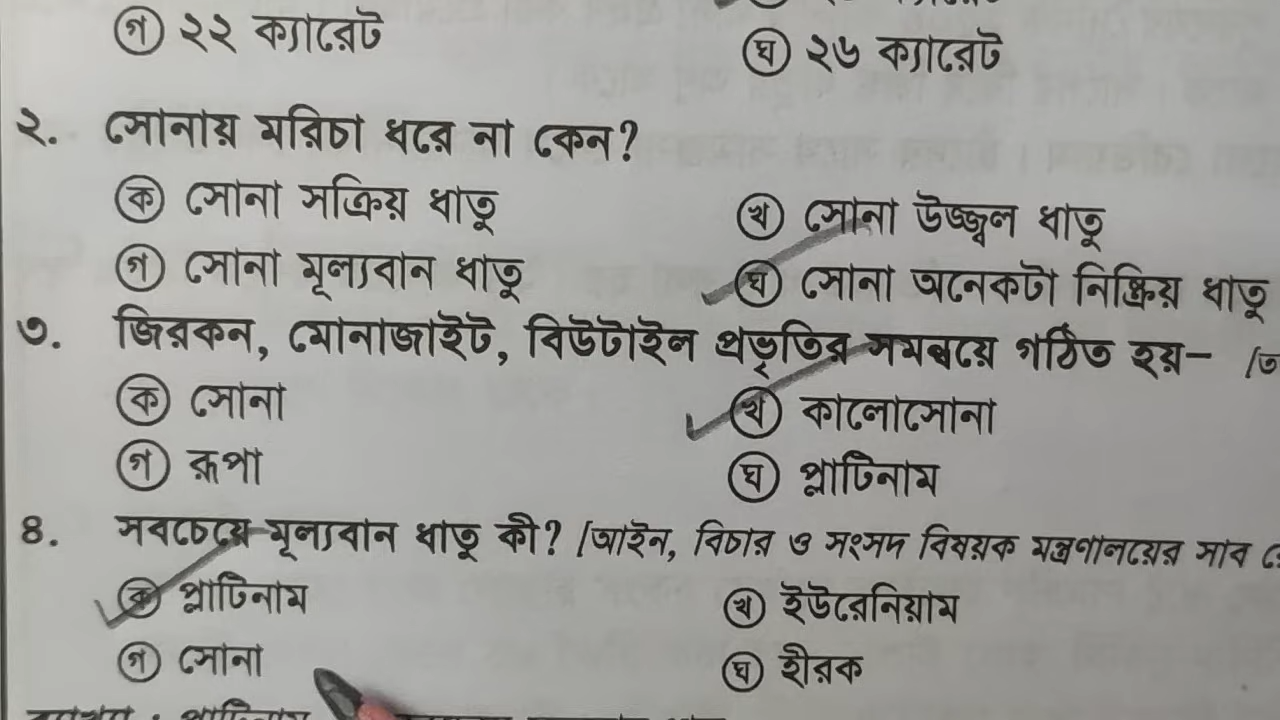 গ ২২ ক্যারেট ঘ ২৬ ক্যারেট
২. সোনায় মরিচা ধরে না কেন?
ক সোনা সক্রিয় ধাতু খ সোনা উজ্জ্বল ধাতু
গ সোনা মূল্যবান ধাতু ঘ সোনা অনেকটা নিষ্ক্রিয় ধাতু
৩. জিরকন, মোনাজাইট, বিউটাইল প্রভৃতির সমন্বয়ে গঠিত হয়–
ক সোনা খ কালোসোনা
গ রূপা ঘ প্লাটিনাম
৪. সবচেয়ে মূল্যবান ধাতু কী? [আইন, বিচার ও সংসদ বিষয়ক মন্ত্রণালয়ের সাব
ক প্লাটিনাম খ ইউরেনিয়াম
গ সোনা ঘ হীরক